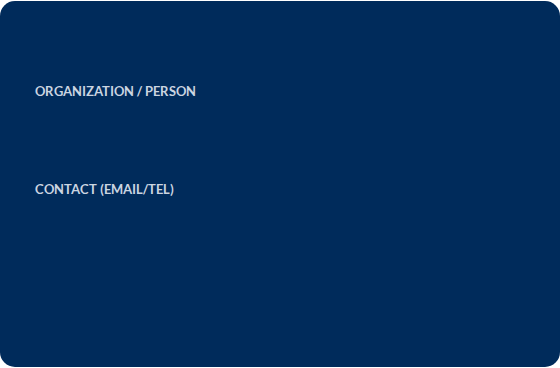 ORGANIZATION / PERSON
CONTACT (EMAIL/TEL)